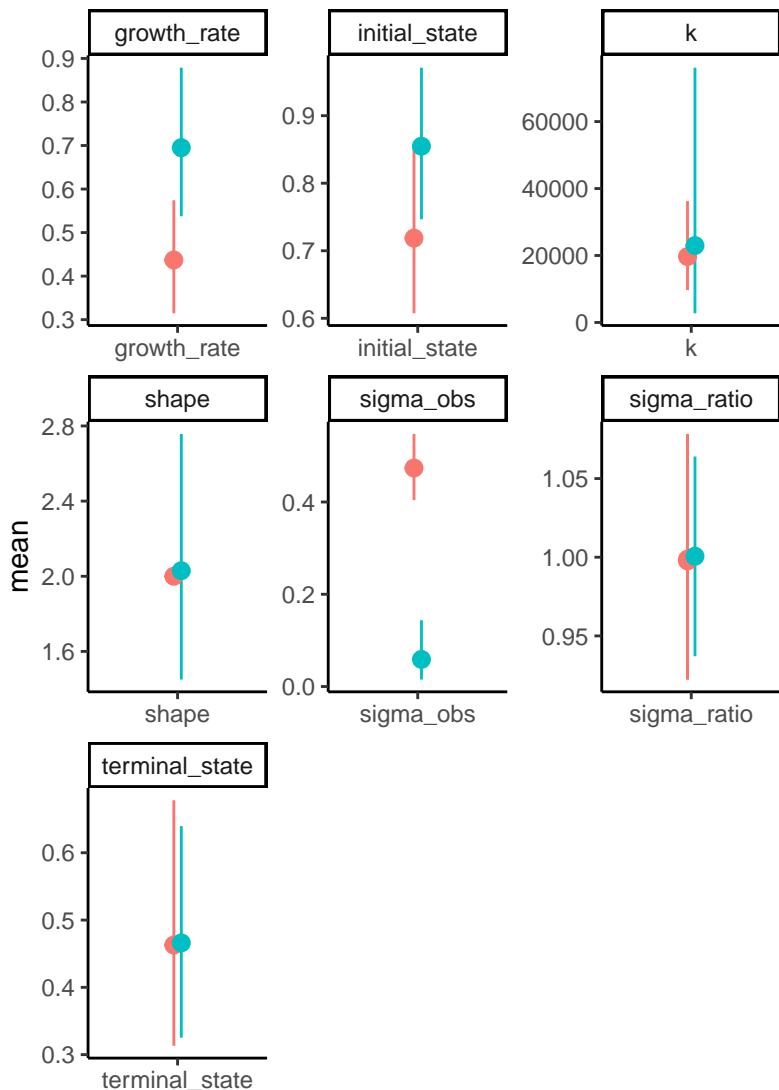 growth_rate
0.9
0.8
0.7
0.6
0.5
0.4
0.3
growth_rate
initial_state
0.9
0.8
0.7
0.6
initial_state
k
60000
40000
20000
0
k
mean
shape
2.8
2.4
2.0
1.6
shape
sigma_obs
0.4
0.2
0.0
sigma_obs
sigma_ratio
1.05
1.00
0.95
sigma_ratio
terminal_state
0.6
0.5
0.4
0.3
terminal_state